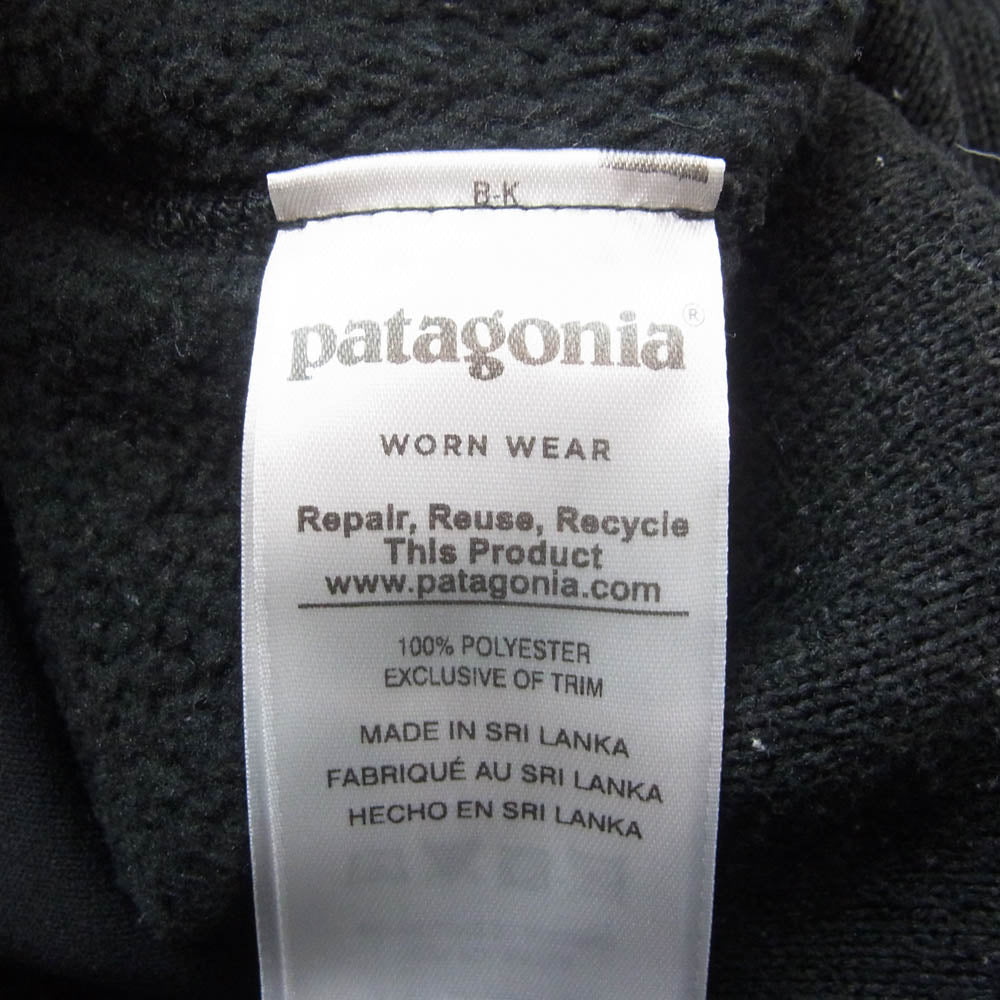 B-K
patagonia®
WORN WEAR
Repair, Reuse, Recycle
This Product
www.patagonia.com
100% POLYESTER
EXCLUSIVE OF TRIM
MADE IN SRI LANKA
FABRIQUÉ AU SRI LANKA
HECHO EN SRI LANKA